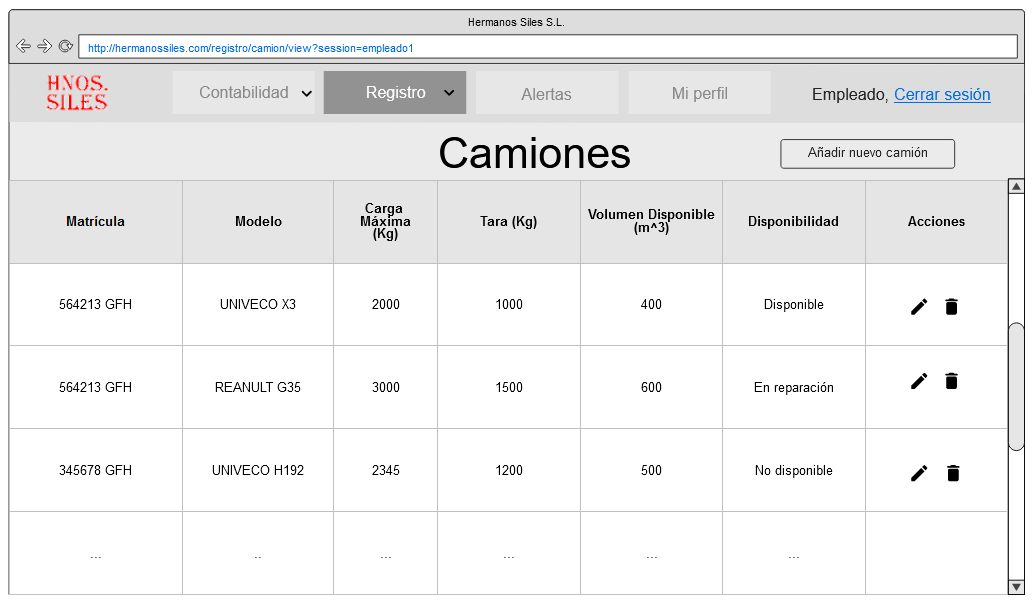 Hermanos Siles S.L.
http://hermanossiles.com/registro/camion/view?session=empleado1
HNOS.
SILES
Contabilidad
Registro
Alertas
Mi perfil
Empleado, Cerrar sesión
Camiones
Añadir nuevo camión
Matrícula
Modelo
Carga
Máxima
(Kg)
Tara (Kg)
Volumen Disponible
(m^3)
Disponibilidad
Acciones
564213 GFH UNIVECO X3 2000 1000 400 Disponible
564213 GFH REANULT G35 3000 1500 600 En reparación
345678 GFH UNIVECO H192 2345 1200 500 No disponible
... .. ... ... ... ...